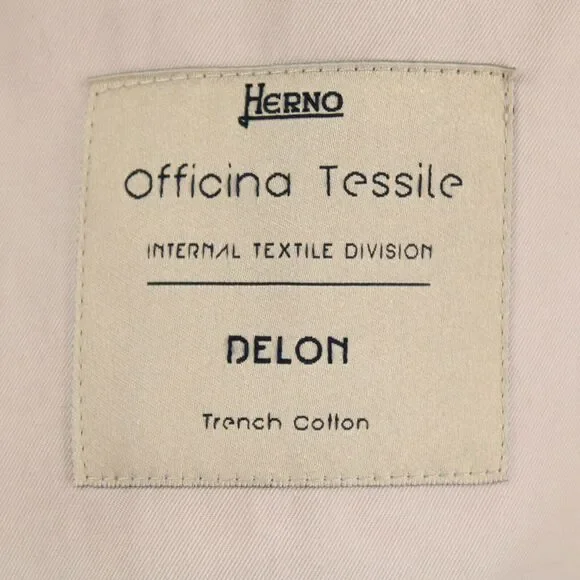 HERNO
Officina Tessile
INTERNAL TEXTILE DIVISION
DELON
Trench Cotton